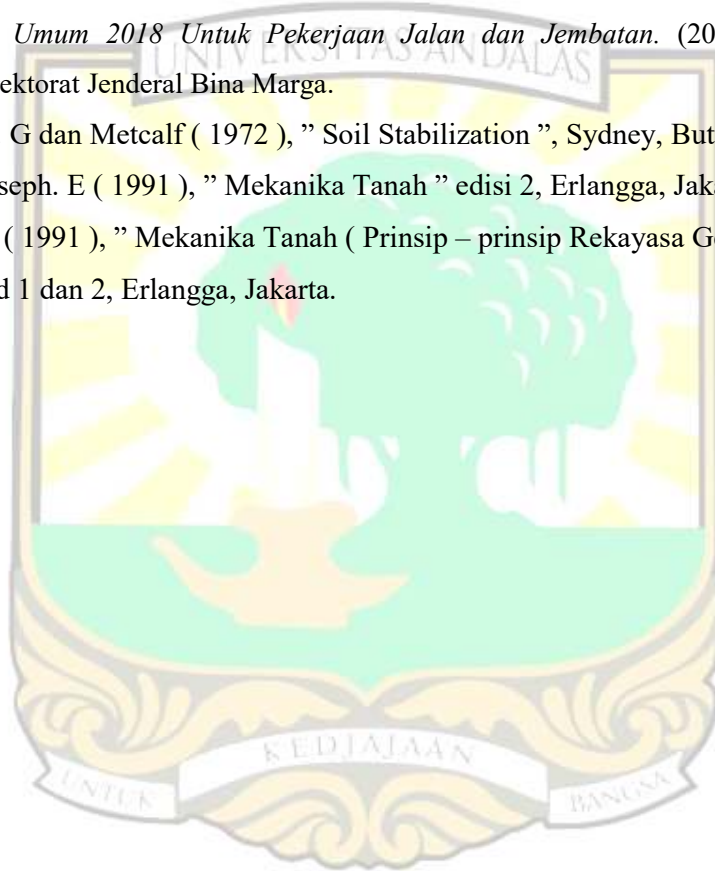 Umum 2018 Untuk Pekerjaan Jalan dan Jembatan. (20
UNIVERSITAS ANDALAS
ektorat Jenderal Bina Marga.
G dan Metcalf ( 1972 ), ” Soil Stabilization ”, Sydney, But
seph. E ( 1991 ), ” Mekanika Tanah ” edisi 2, Erlangga, Jaka
( 1991 ), ” Mekanika Tanah ( Prinsip – prinsip Rekayasa Ge
d 1 dan 2, Erlangga, Jakarta.
KEDJAJAAN
UNTUK BANGSA